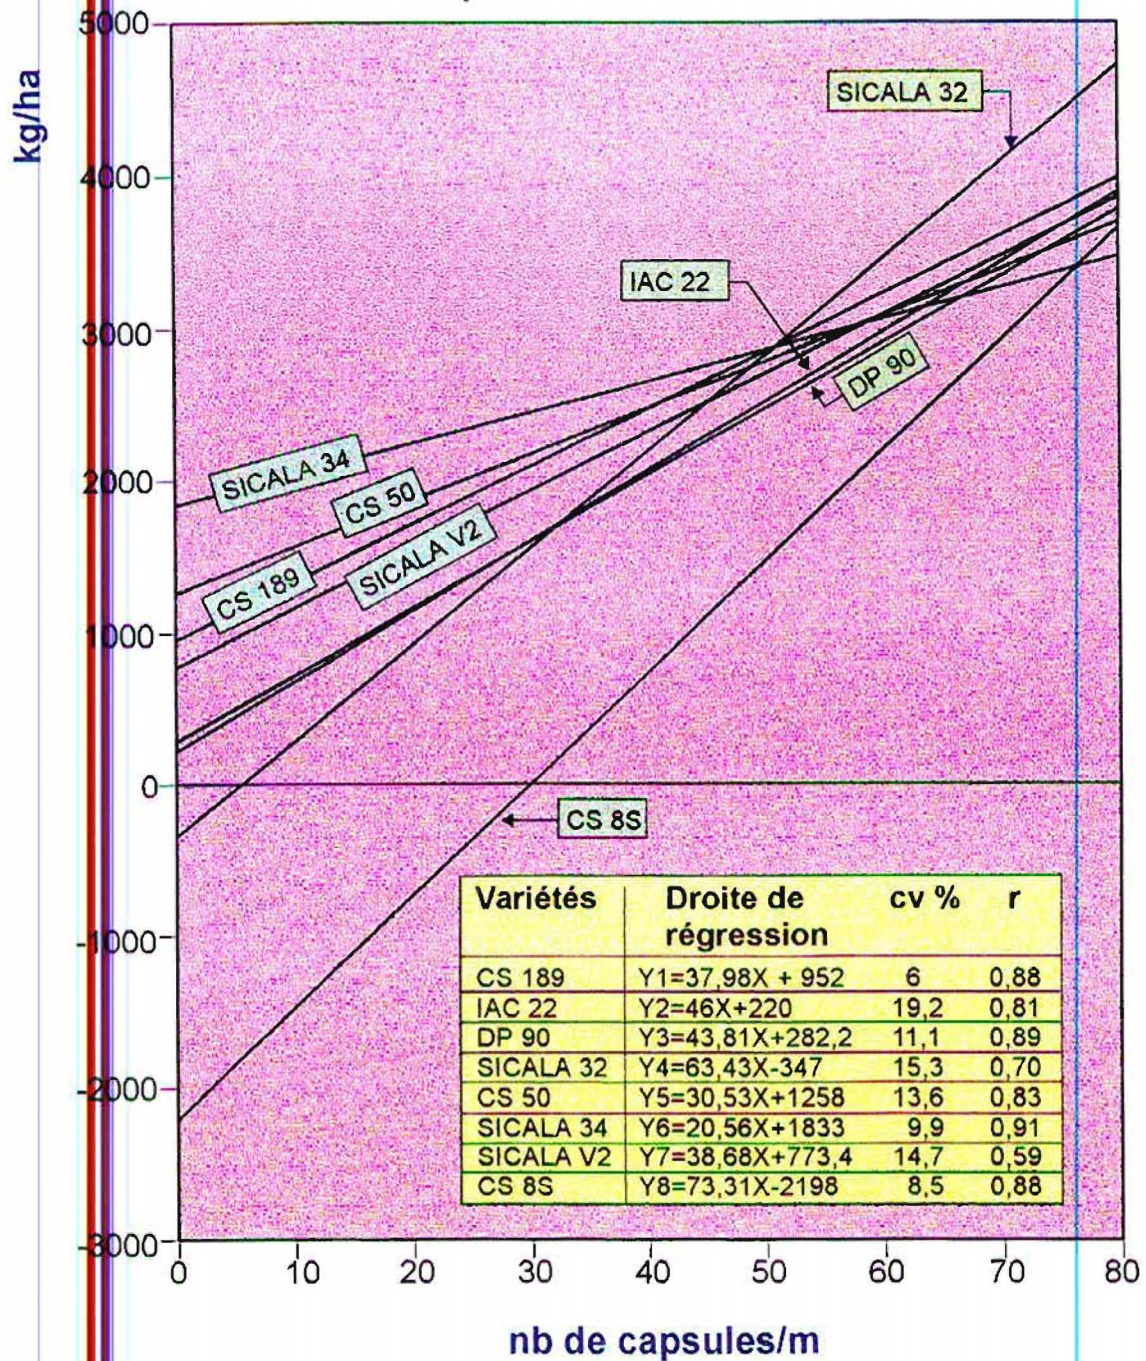 kg/ha
5000
4000
3000
2000
1000
0
-1000
-2000
-3000
SICALA 32
IAC 22
DP 90
SICALA 34
CS 50
SICALA V2
CS 189
CS 8S
Variétés Droite de régression cv % r
CS 189 Y1=37,98X + 952 6 0,88
IAC 22 Y2=46X+220 19,2 0,81
DP 90 Y3=43,81X+282,2 11,1 0,89
SICALA 32 Y4=63,43X-347 15,3 0,70
CS 50 Y5=30,53X+1258 13,6 0,83
SICALA 34 Y6=20,56X+1833 9,9 0,91
SICALA V2 Y7=38,68X+773,4 14,7 0,59
CS 8S Y8=73,31X-2198 8,5 0,88
0 10 20 30 40 50 60 70 80
nb de capsules/m